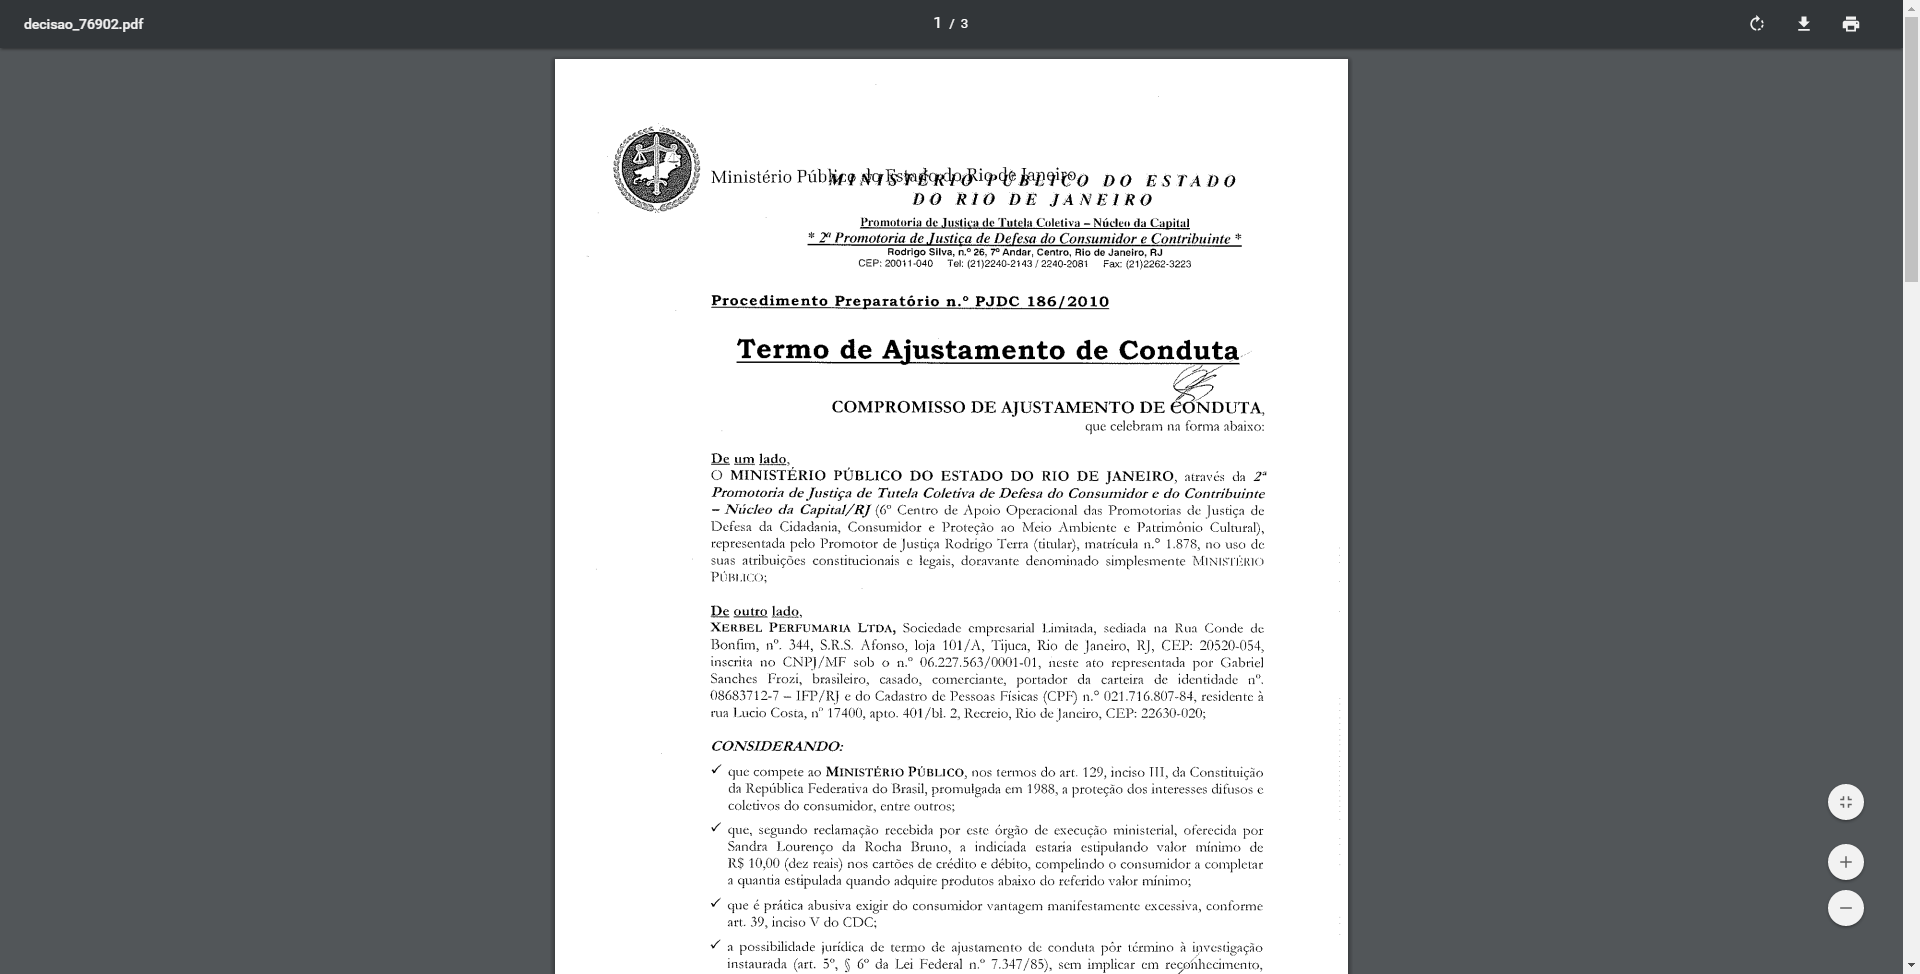 decisao_76902.pdf
1 / 3
Ministério Público do Estado do Rio de Janeiro
MINISTÉRIO PÚBLICO DO ESTADO
DO RIO DE JANEIRO
Promotoria de Justiça de Tutela Coletiva – Núcleo da Capital
* 2ª Promotoria de Justiça de Defesa do Consumidor e Contribuinte *
Rodrigo Silva, n.º 26, 7º Andar, Centro, Rio de Janeiro, RJ
CEP: 20011-040 Tel: (21)2240-2143 / 2240-2081 Fax: (21)2262-3223
Procedimento Preparatório n.º PJDC 186/2010
Termo de Ajustamento de Conduta
COMPROMISSO DE AJUSTAMENTO DE CONDUTA,
que celebram na forma abaixo:
De um lado,
O MINISTÉRIO PÚBLICO DO ESTADO DO RIO DE JANEIRO, através da 2ª
Promotoria de Justiça de Tutela Coletiva de Defesa do Consumidor e do Contribuinte
– Núcleo da Capital/RJ (6º Centro de Apoio Operacional das Promotorias de Justiça de
Defesa da Cidadania, Consumidor e Proteção ao Meio Ambiente e Patrimônio Cultural),
representada pelo Promotor de Justiça Rodrigo Terra (titular), matrícula n.º 1.878, no uso de
suas atribuições constitucionais e legais, doravante denominado simplesmente MINISTÉRIO
PÚBLICO;
De outro lado,
XERBEL PERFUMARIA LTDA, Sociedade empresarial Limitada, sediada na Rua Conde de
Bonfim, nº. 344, S.R.S. Afonso, loja 101/A, Tijuca, Rio de Janeiro, RJ, CEP: 20520-054,
inscrita no CNPJ/MF sob o n.º 06.227.563/0001-01, neste ato representada por Gabriel
Sanches Frozi, brasileiro, casado, comerciante, portador da carteira de identidade nº.
08683712-7 – IFP/RJ e do Cadastro de Pessoas Físicas (CPF) n.º 021.716.807-84, residente à
rua Lucio Costa, nº 17400, apto. 401/bl. 2, Recreio, Rio de Janeiro, CEP: 22630-020;
CONSIDERANDO:
✓ que compete ao MINISTÉRIO PÚBLICO, nos termos do art. 129, inciso III, da Constituição
da República Federativa do Brasil, promulgada em 1988, a proteção dos interesses difusos e
coletivos do consumidor, entre outros;
✓ que, segundo reclamação recebida por este órgão de execução ministerial, oferecida por
Sandra Lourenço da Rocha Bruno, a indiciada estaria estipulando valor mínimo de
R$ 10,00 (dez reais) nos cartões de crédito e débito, compelindo o consumidor a completar
a quantia estipulada quando adquire produtos abaixo do referido valor mínimo;
✓ que é prática abusiva exigir do consumidor vantagem manifestamente excessiva, conforme
art. 39, inciso V do CDC;
✓ a possibilidade jurídica de termo de ajustamento de conduta pôr término à investigação
instaurada (art. 5º, § 6º da Lei Federal n.º 7.347/85), sem implicar em reconhecimento,